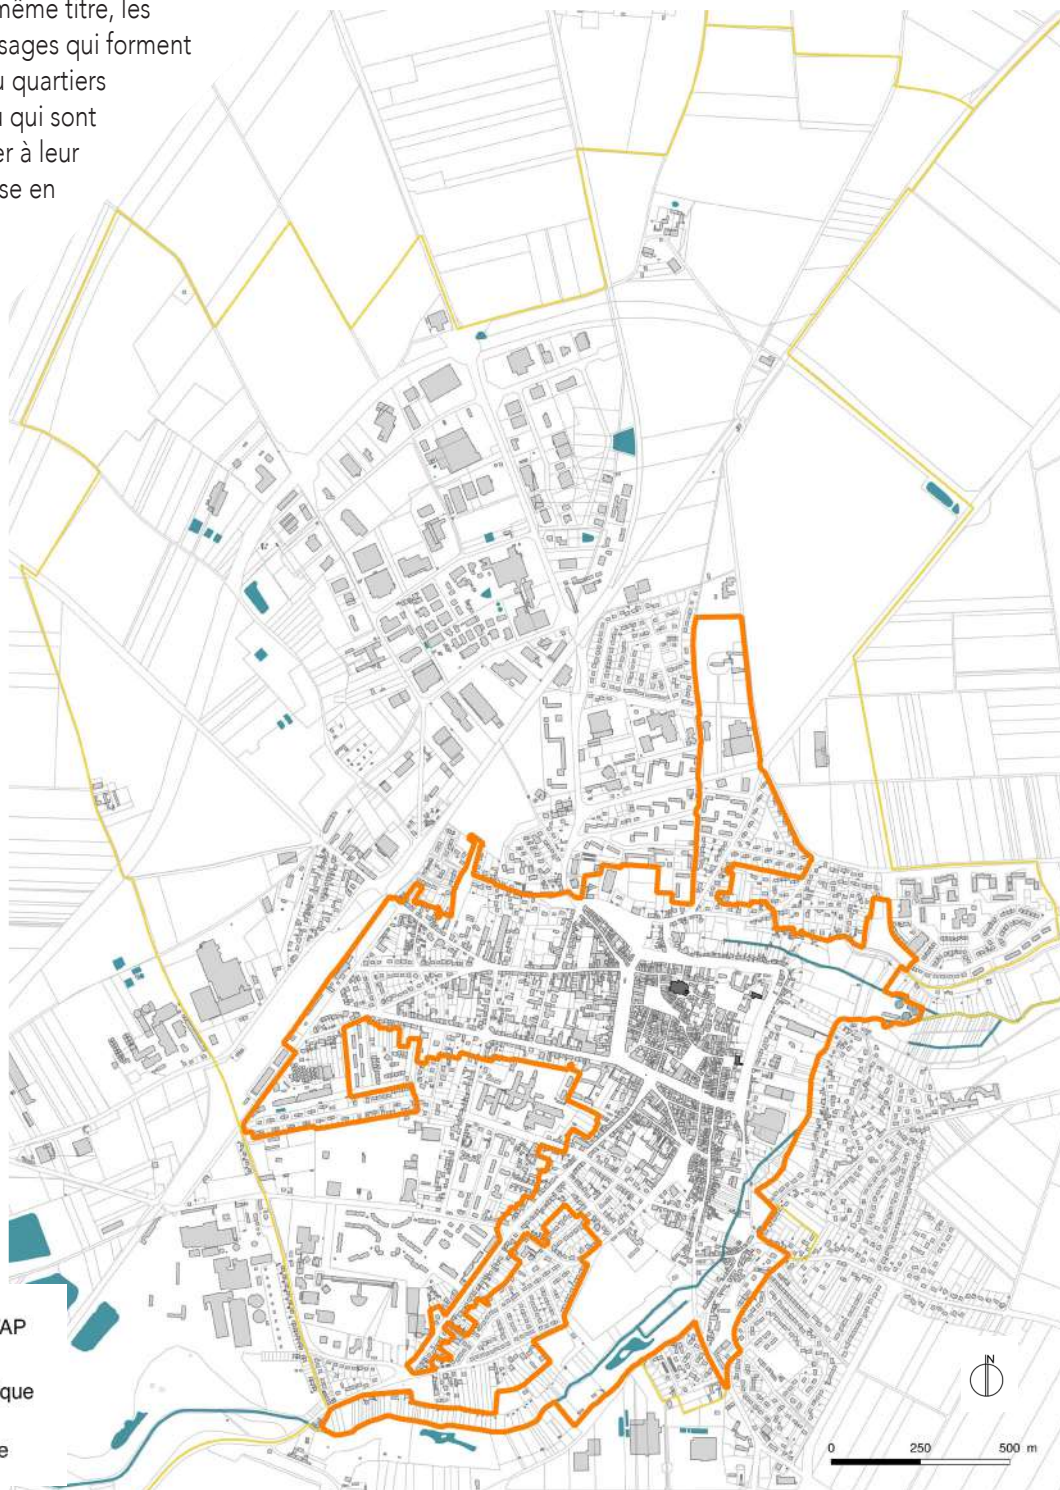 même titre, les
sages qui forment
u quartiers
u qui sont
er à leur
se en
AP
que
e
N
0 250 500 m